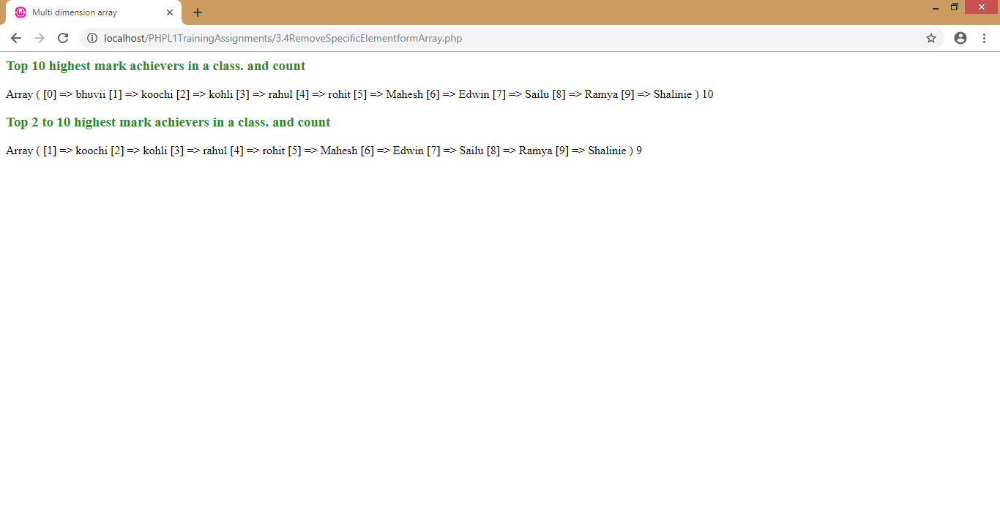 Multi dimension array
localhost/PHPL1TrainingAssignments/3.4RemoveSpecificElementformArray.php
Top 10 highest mark achievers in a class. and count
Array ( [0] => bhuvii [1] => koochi [2] => kohli [3] => rahul [4] => rohit [5] => Mahesh [6] => Edwin [7] => Sailu [8] => Ramya [9] => Shalinie ) 10
Top 2 to 10 highest mark achievers in a class. and count
Array ( [1] => koochi [2] => kohli [3] => rahul [4] => rohit [5] => Mahesh [6] => Edwin [7] => Sailu [8] => Ramya [9] => Shalinie ) 9